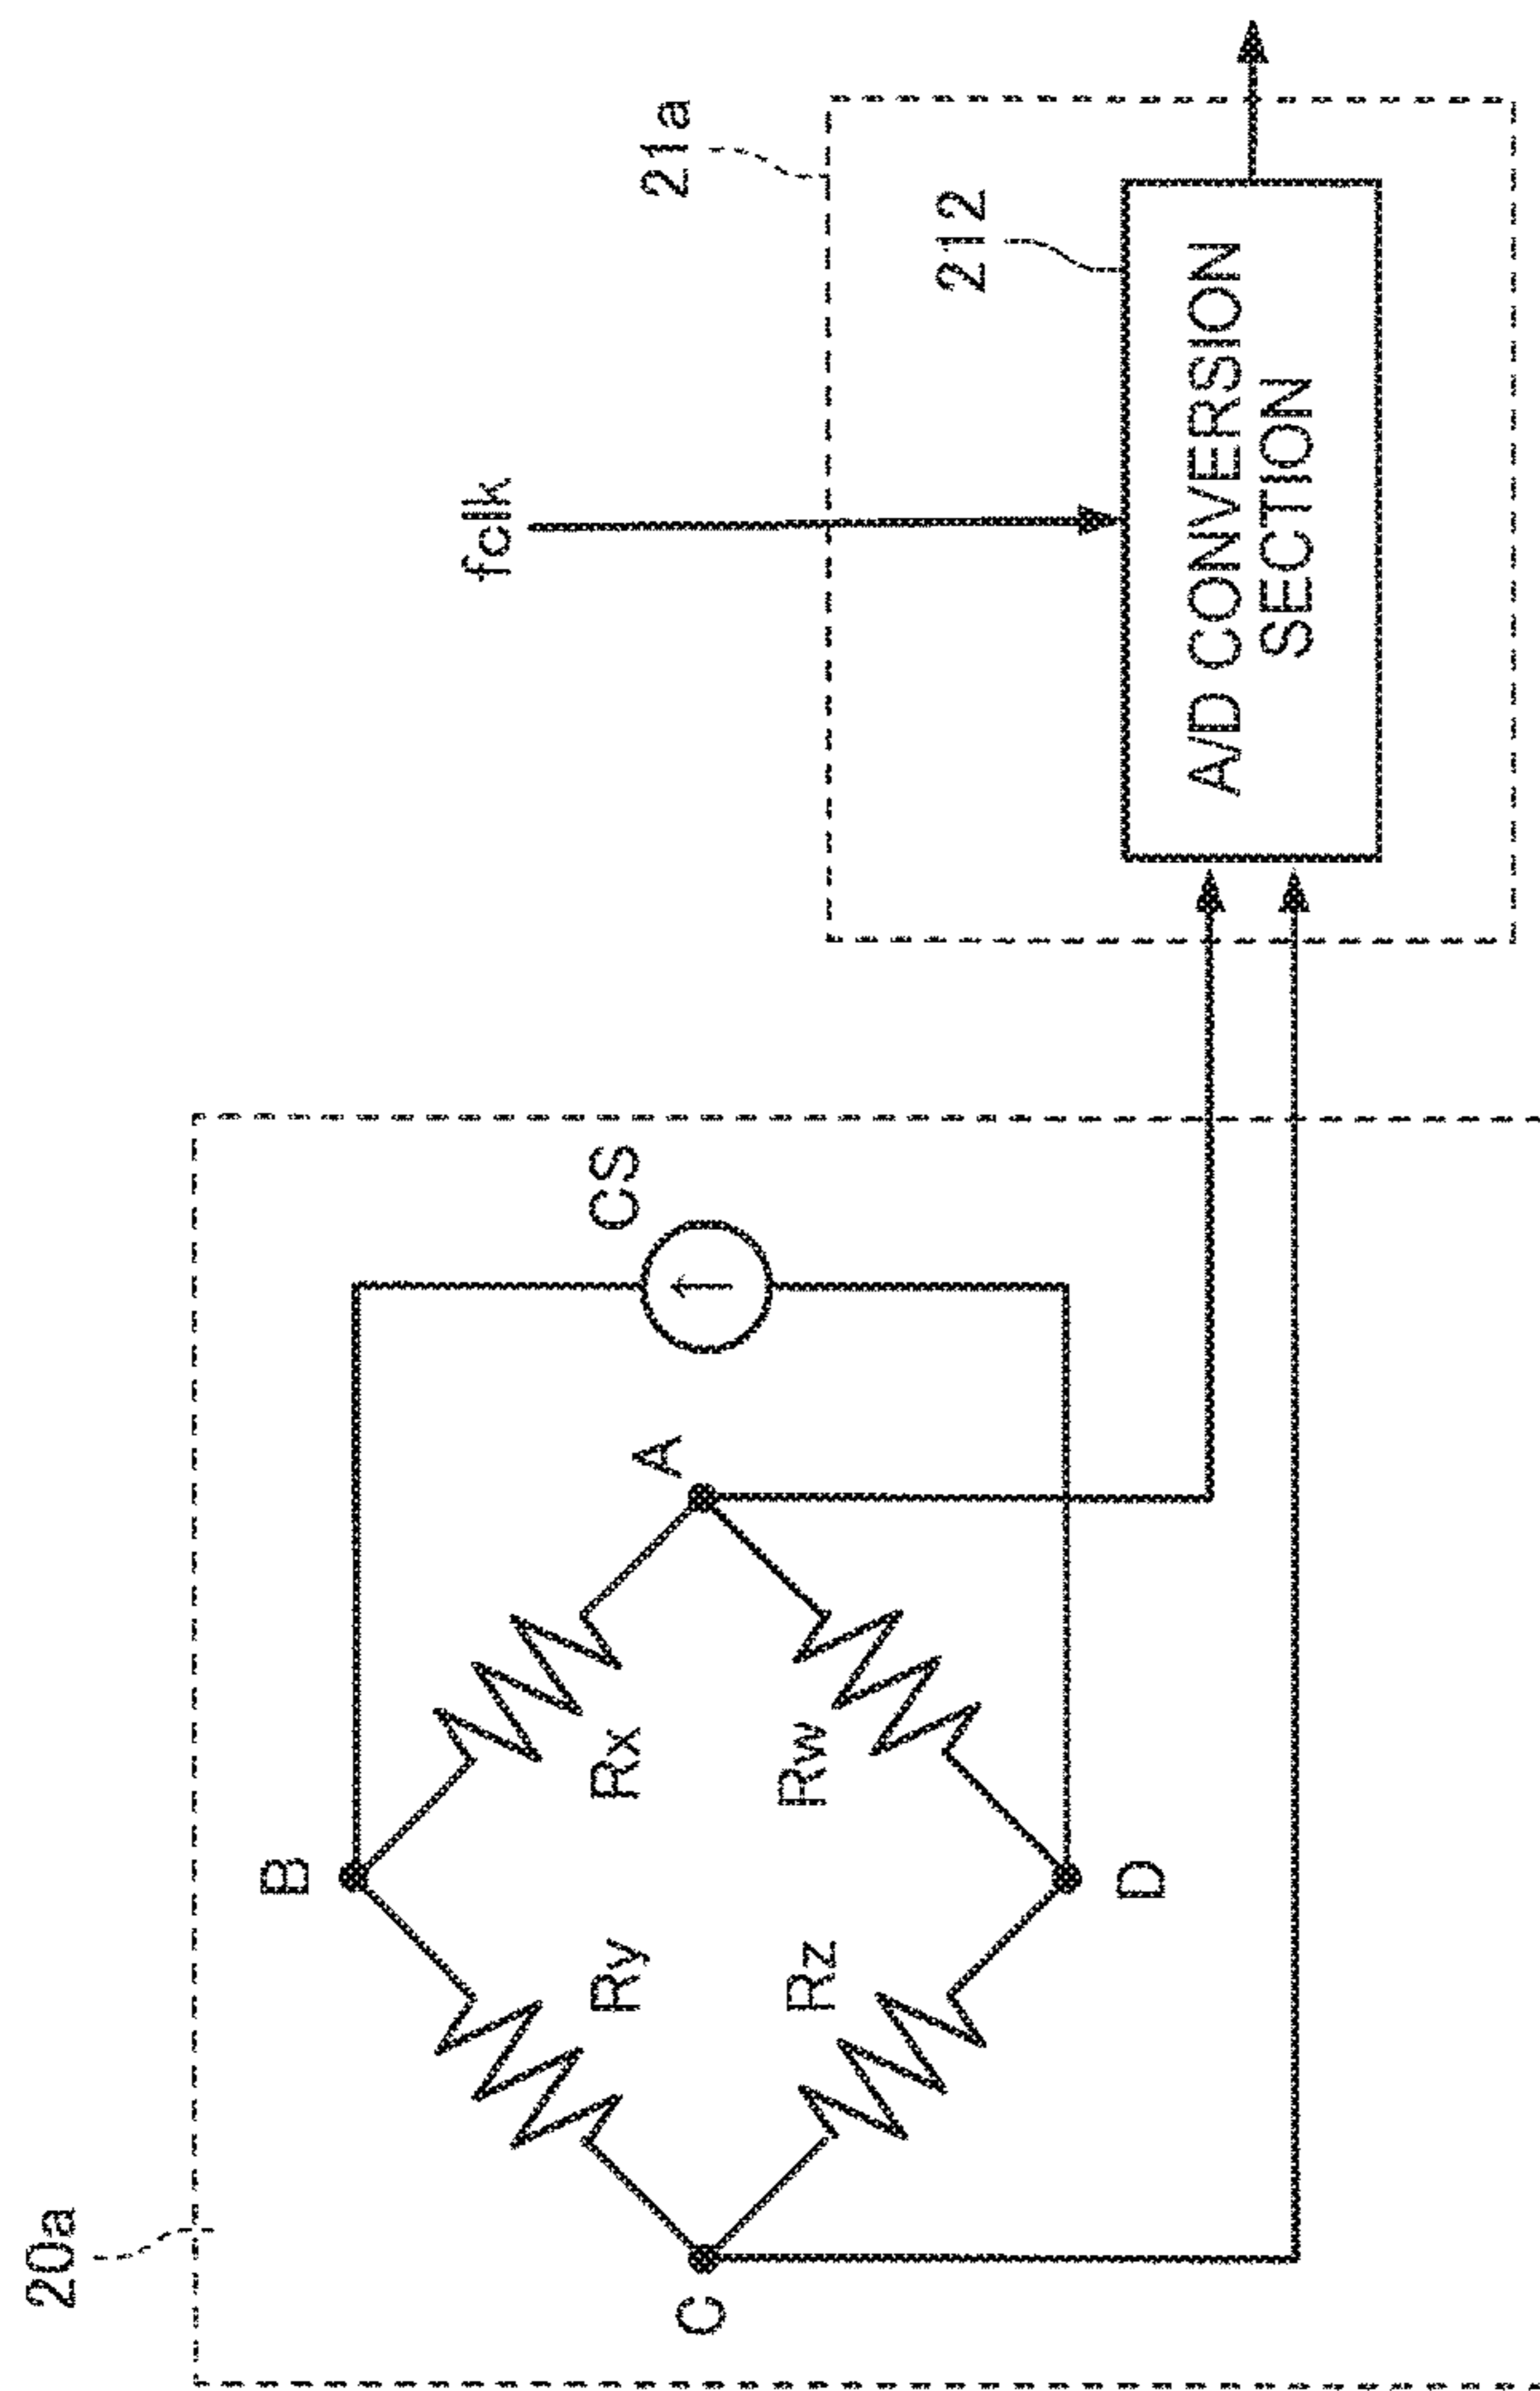 20a
B
CS
Ry
Rx
C
A
Rz
Rw
D
fclk
21a
212
A/D CONVERSION
SECTION